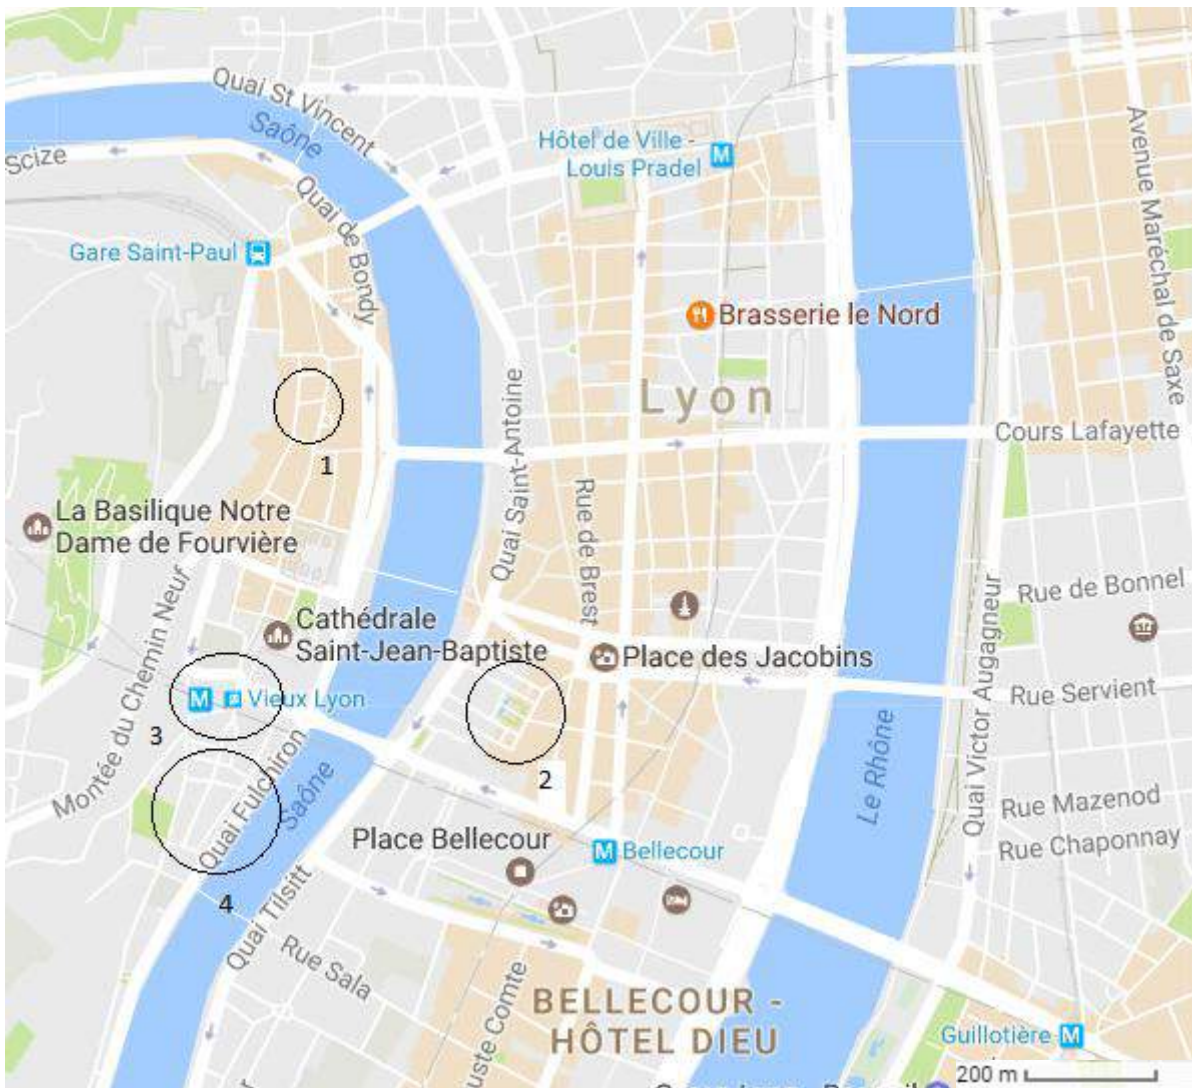 Quai St Vincent
Saône
Scize
Hôtel de Ville -
Louis Pradel
M
Avenue Maréchal de Saxe
Quai de Bondy
Gare Saint-Paul
Brasserie le Nord
Lyon
Quai Saint-Antoine
Cours Lafayette
1
Rue de Brest
La Basilique Notre
Dame de Fourvière
Rue de Bonnel
Montée du Chemin Neuf
Cathédrale
Saint-Jean-Baptiste
Place des Jacobins
Quai Victor Augagneur
Rue Servient
M
Vieux Lyon
3
2
Quai Fulchiron
Saône
Le Rhône
Rue Mazenod
Rue Chaponnay
Place Bellecour
M Bellecour
4
Quai Tilsitt
Rue Sala
uste Comte
BELLECOUR -
HÔTEL DIEU
Guillotière M
200 m